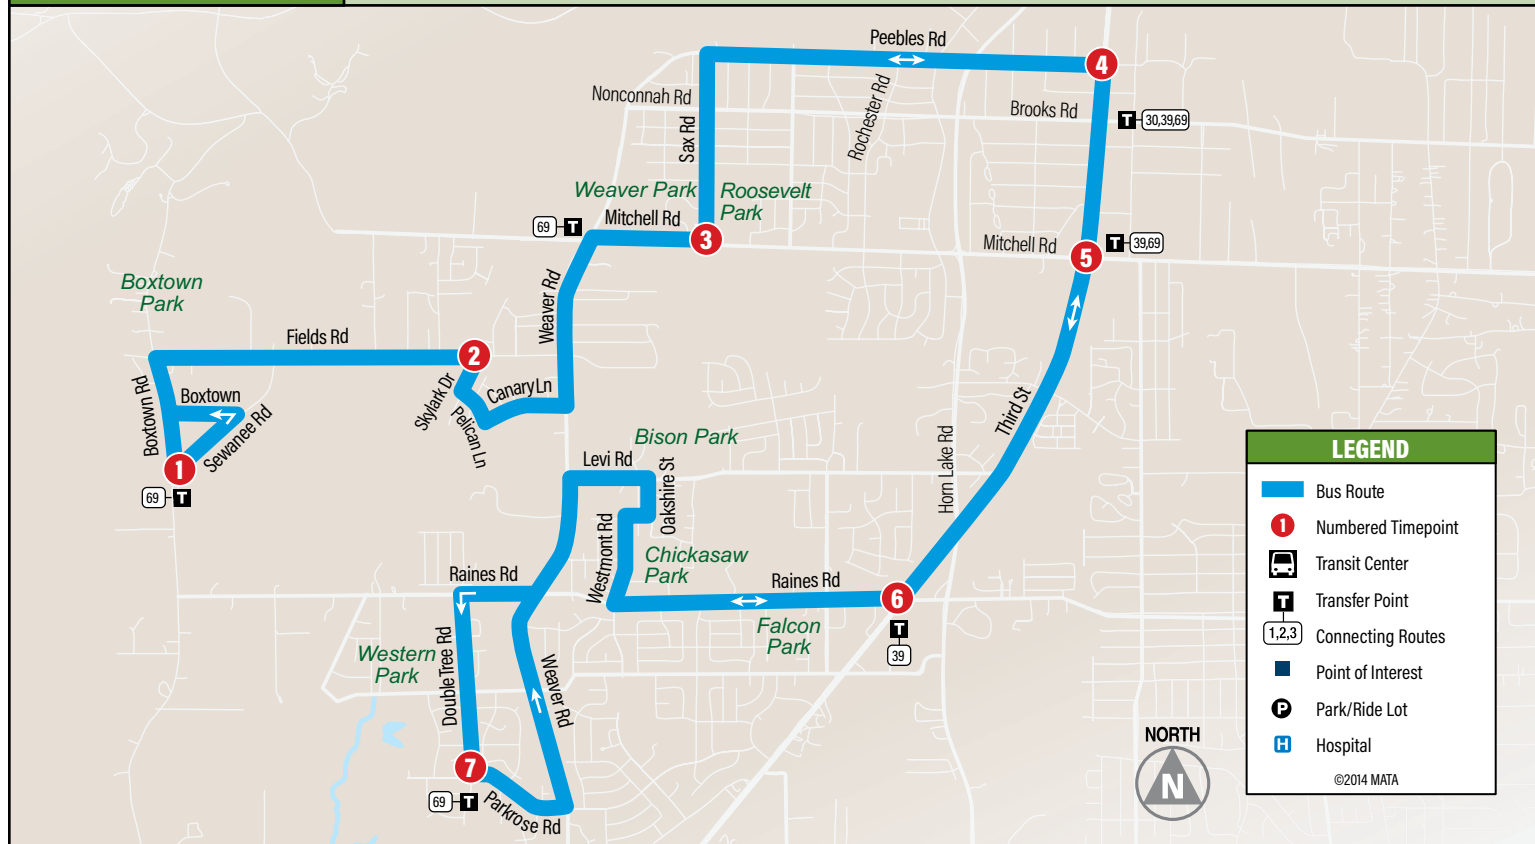 Peebles Rd
4
Nonconnah Rd
Rochester Rd
Brooks Rd
T 30,39,69
Sax Rd
Weaver Park
Roosevelt
Park
69 T
Mitchell Rd
3
Mitchell Rd
T 39,69
5
Boxtown
Park
Weaver Rd
Fields Rd
2
Skylark Dr
Canary Ln
Pelican Ln
Boxtown Rd
Boxtown
Sewanee Rd
1
69 T
Third St
Horn Lake Rd
Bison Park
Levi Rd
Oakshire St
Westmont Rd
Chickasaw
Park
Raines Rd
Raines Rd
6
T
39
Falcon
Park
Western
Park
Double Tree Rd
Weaver Rd
7
69 T
Parkrose Rd
NORTH
N
LEGEND
Bus Route
1 Numbered Timepoint
Transit Center
T Transfer Point
1,2,3 Connecting Routes
Point of Interest
P Park/Ride Lot
H Hospital
©2014 MATA